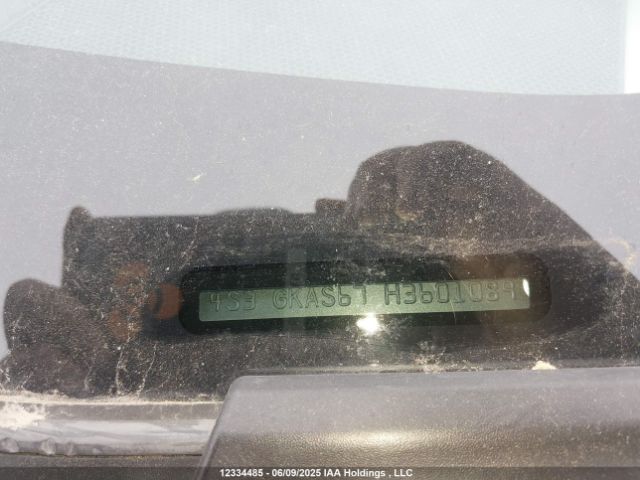 4S3 GKAS67 H3601089
12334485 - 06/09/2025 IAA Holdings , LLC